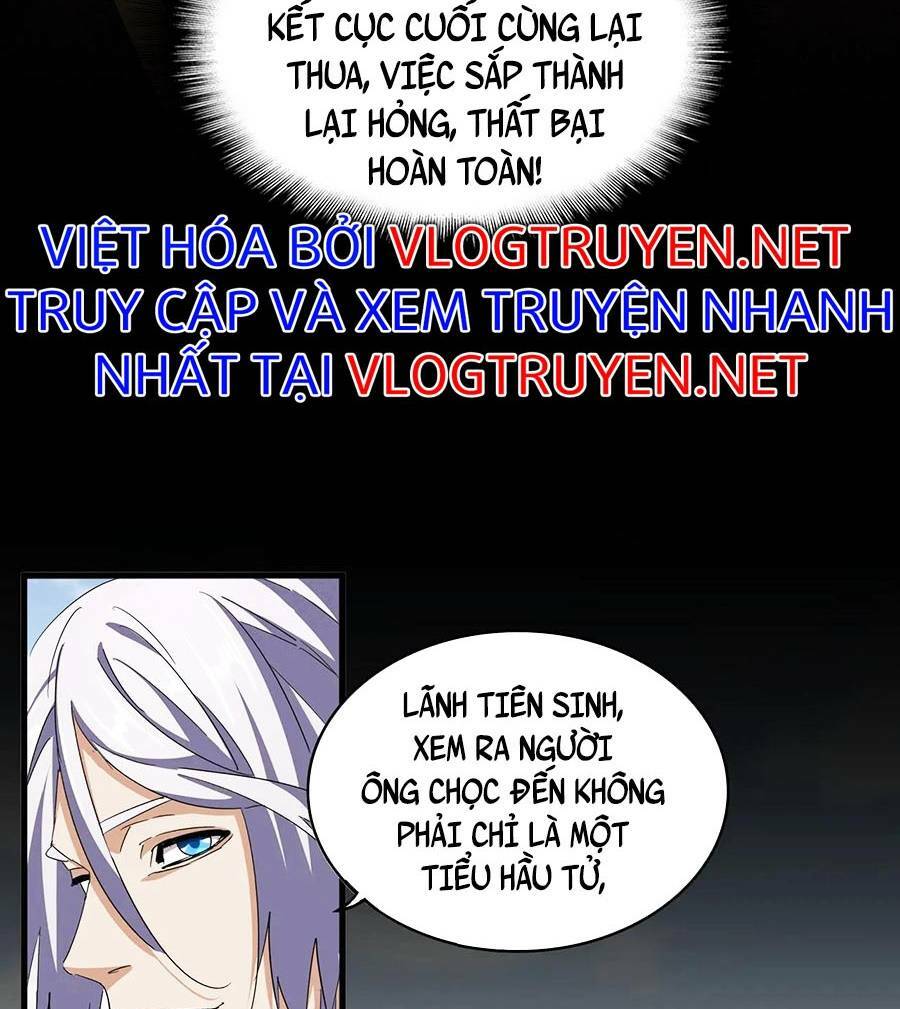 KẾT CỤC CUỐI CÙNG LẠI
THUA, VIỆC SẮP THÀNH
LẠI HỎNG, THẤT BẠI
HOÀN TOÀN!
VIỆT HÓA BỞI VLOGTRUYEN.NET
TRUY CẬP VÀ XEM TRUYỆN NHANH
NHẤT TẠI VLOGTRUYEN.NET
LÃNH TIÊN SINH,
XEM RA NGƯỜI
ÔNG CHỌC ĐẾN KHÔNG
PHẢI CHỈ LÀ MỘT
TIỂU HẦU TỬ,